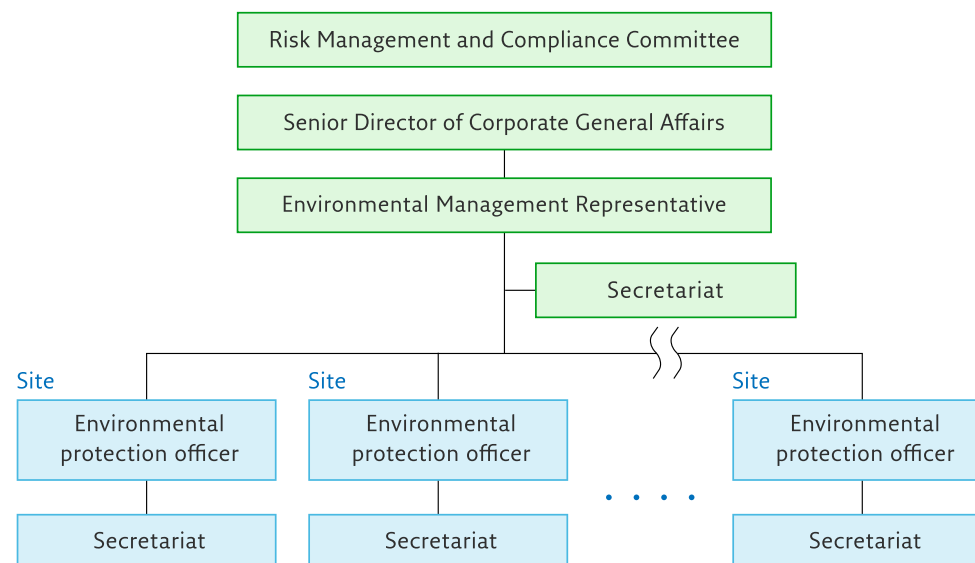 Risk Management and Compliance Committee
Senior Director of Corporate General Affairs
Environmental Management Representative
Secretariat
Site
Site
Site
Environmental
protection officer
Environmental
protection officer
Environmental
protection officer
Secretariat
Secretariat
Secretariat